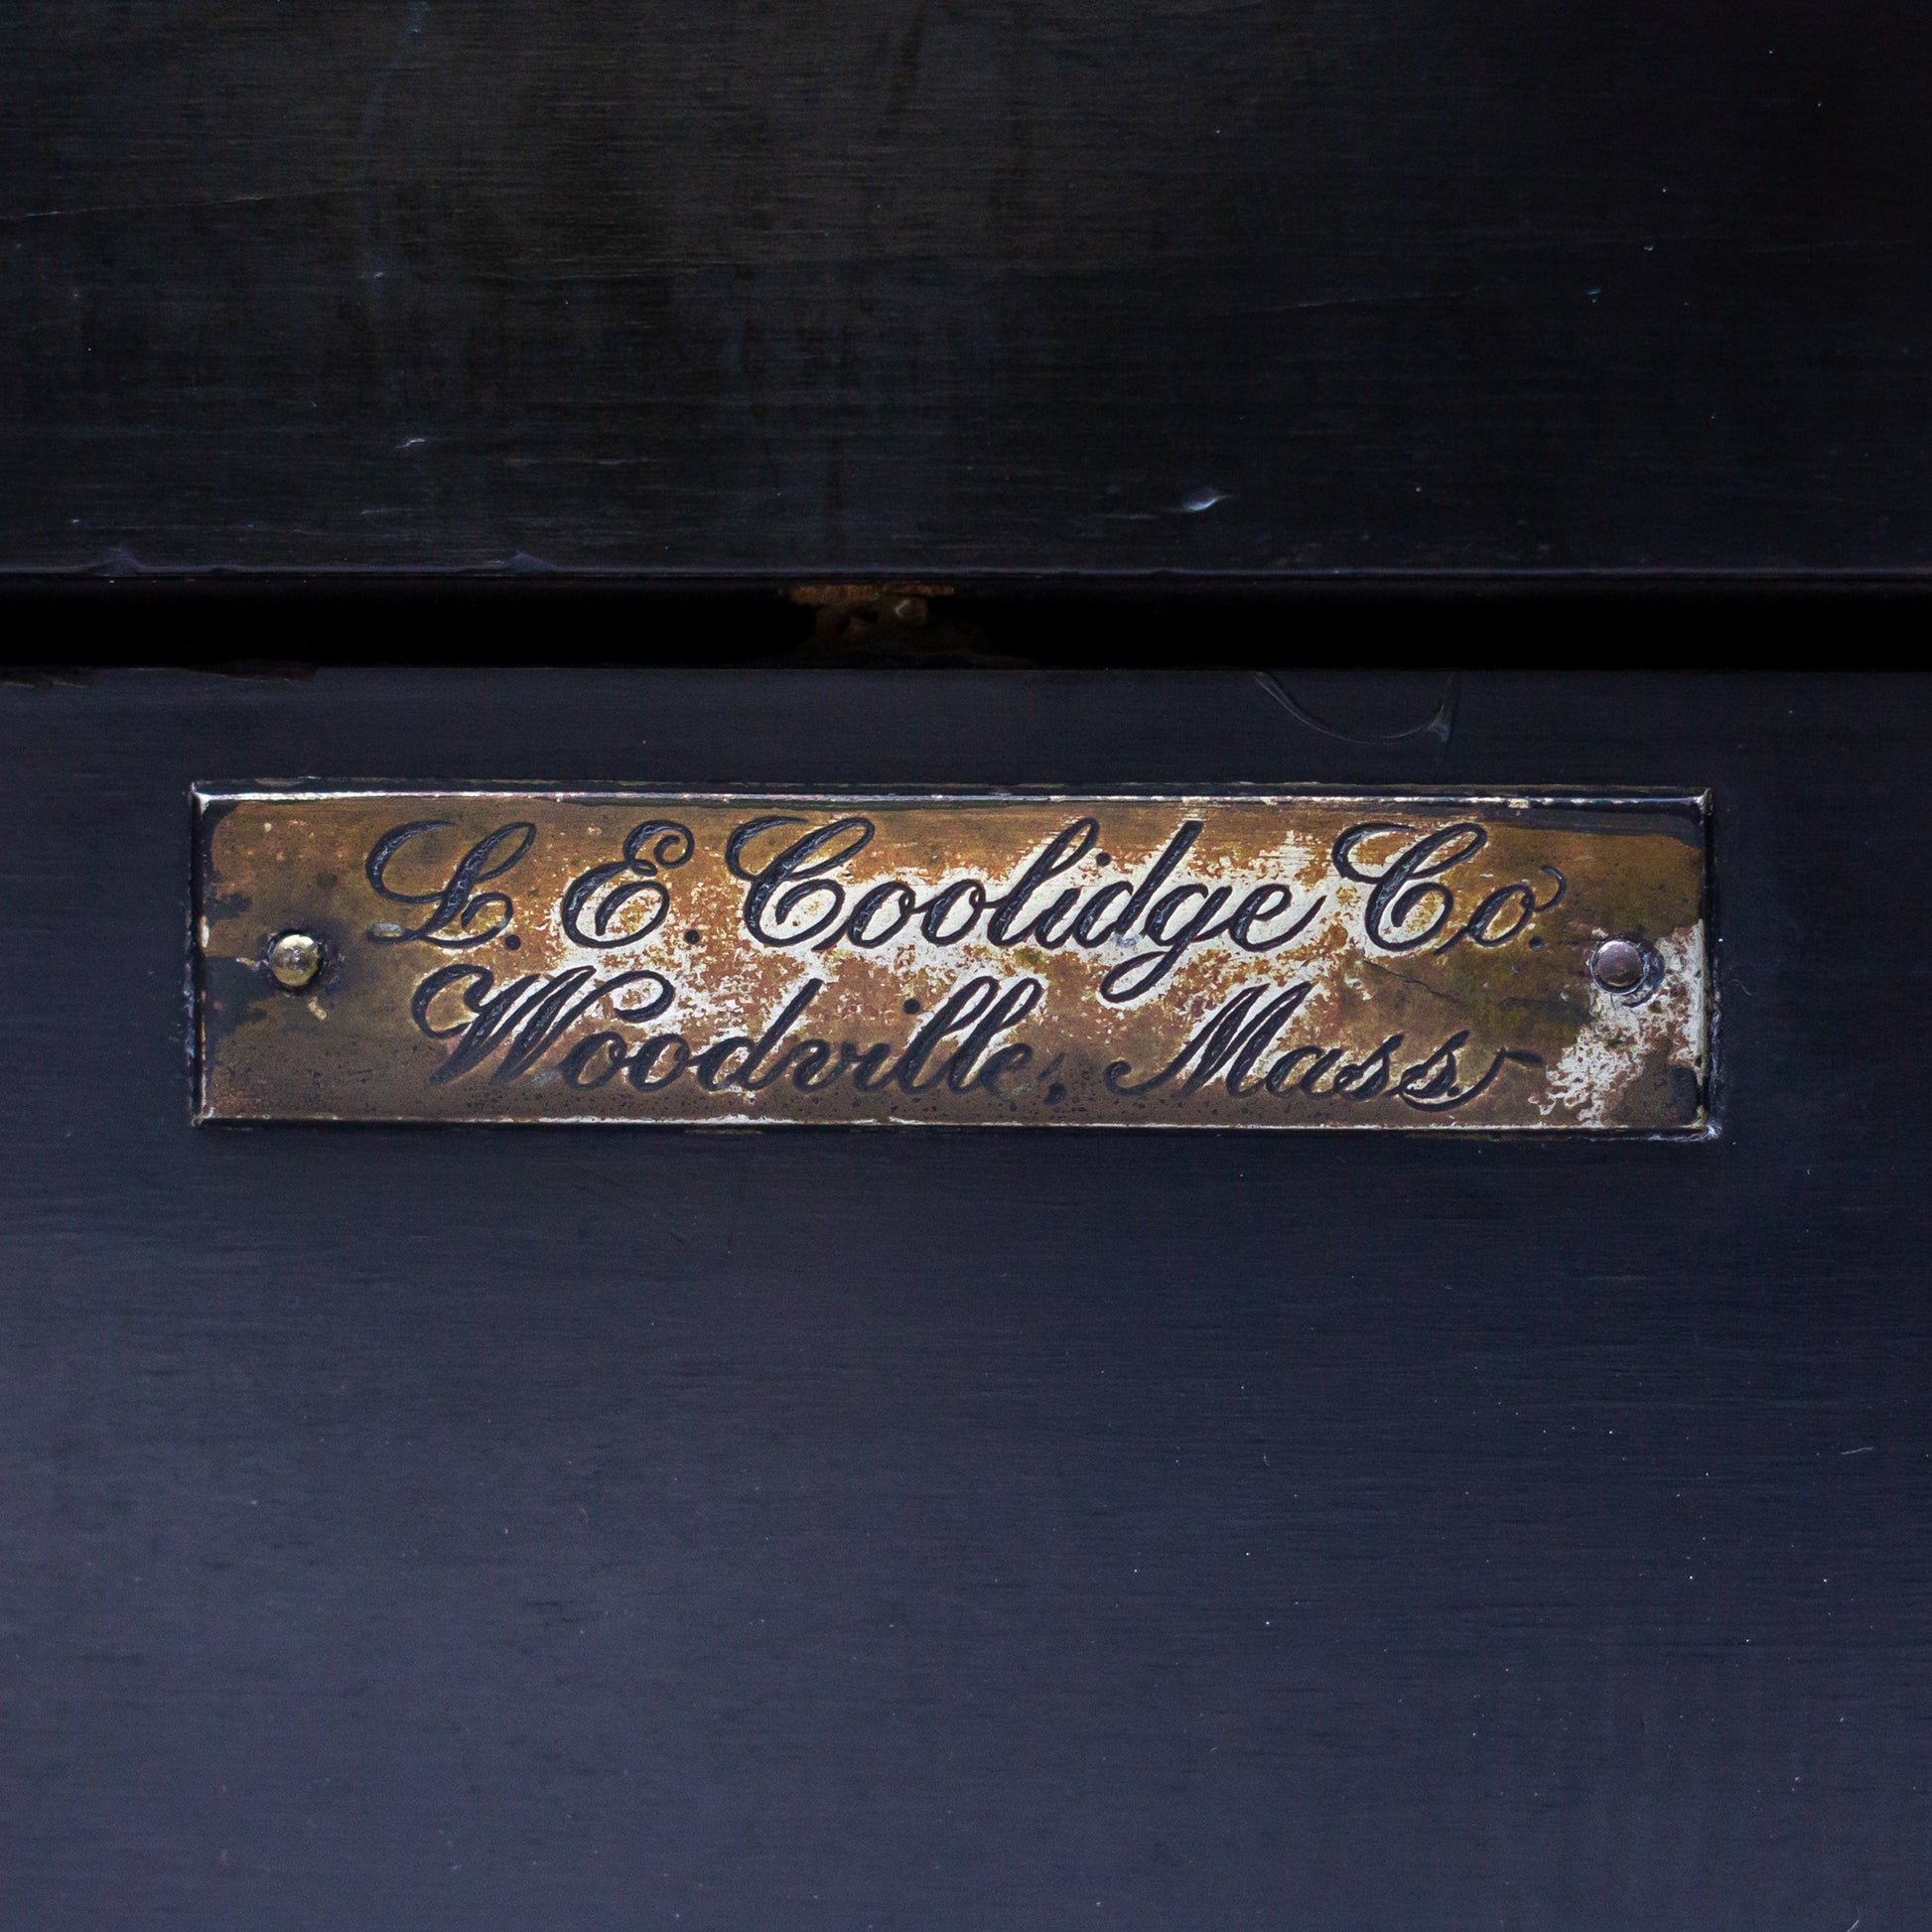 L. E. Coolidge Co.
Woodville, Mass.